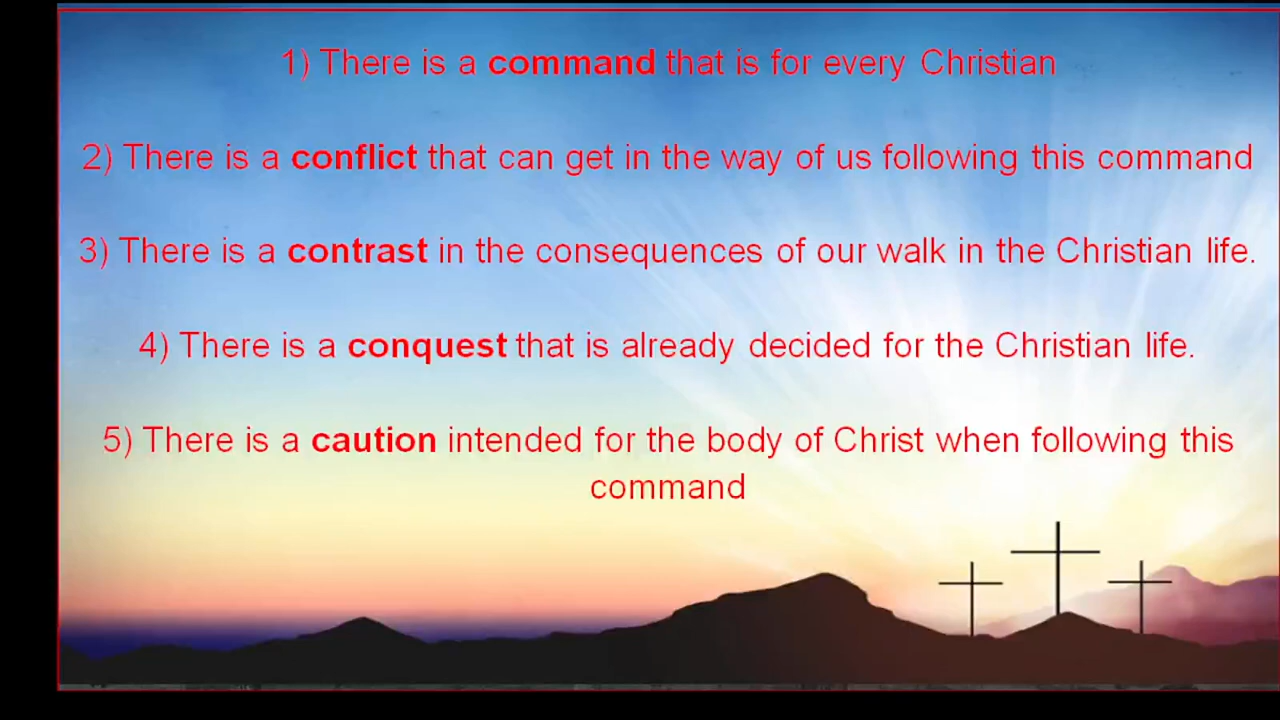 1) There is a command that is for every Christian
2) There is a conflict that can get in the way of us following this command
3) There is a contrast in the consequences of our walk in the Christian life.
4) There is a conquest that is already decided for the Christian life.
5) There is a caution intended for the body of Christ when following this
command